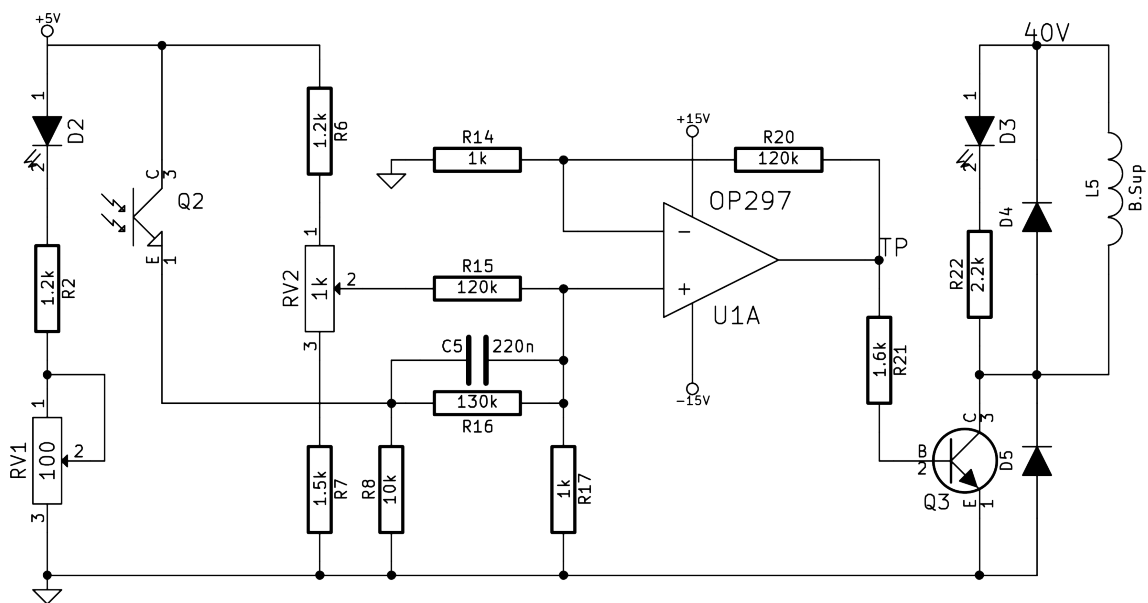 +5V
40V
1
D2
2
R2
1.2k
1
RV1
100
2
3
C
3
Q2
E
1
R6
1.2k
1
RV2
1k
2
3
R7
1.5k
R14
1k
R15
120k
C5
220n
130k
R16
R8
10k
R17
1k
+15V
R20
120k
OP297
−
+
U1A
−15V
TP
R21
1.6k
1
D3
2
R22
2.2k
D4
L5
B.Sup
C
3
B
2
Q3
E
1
D5